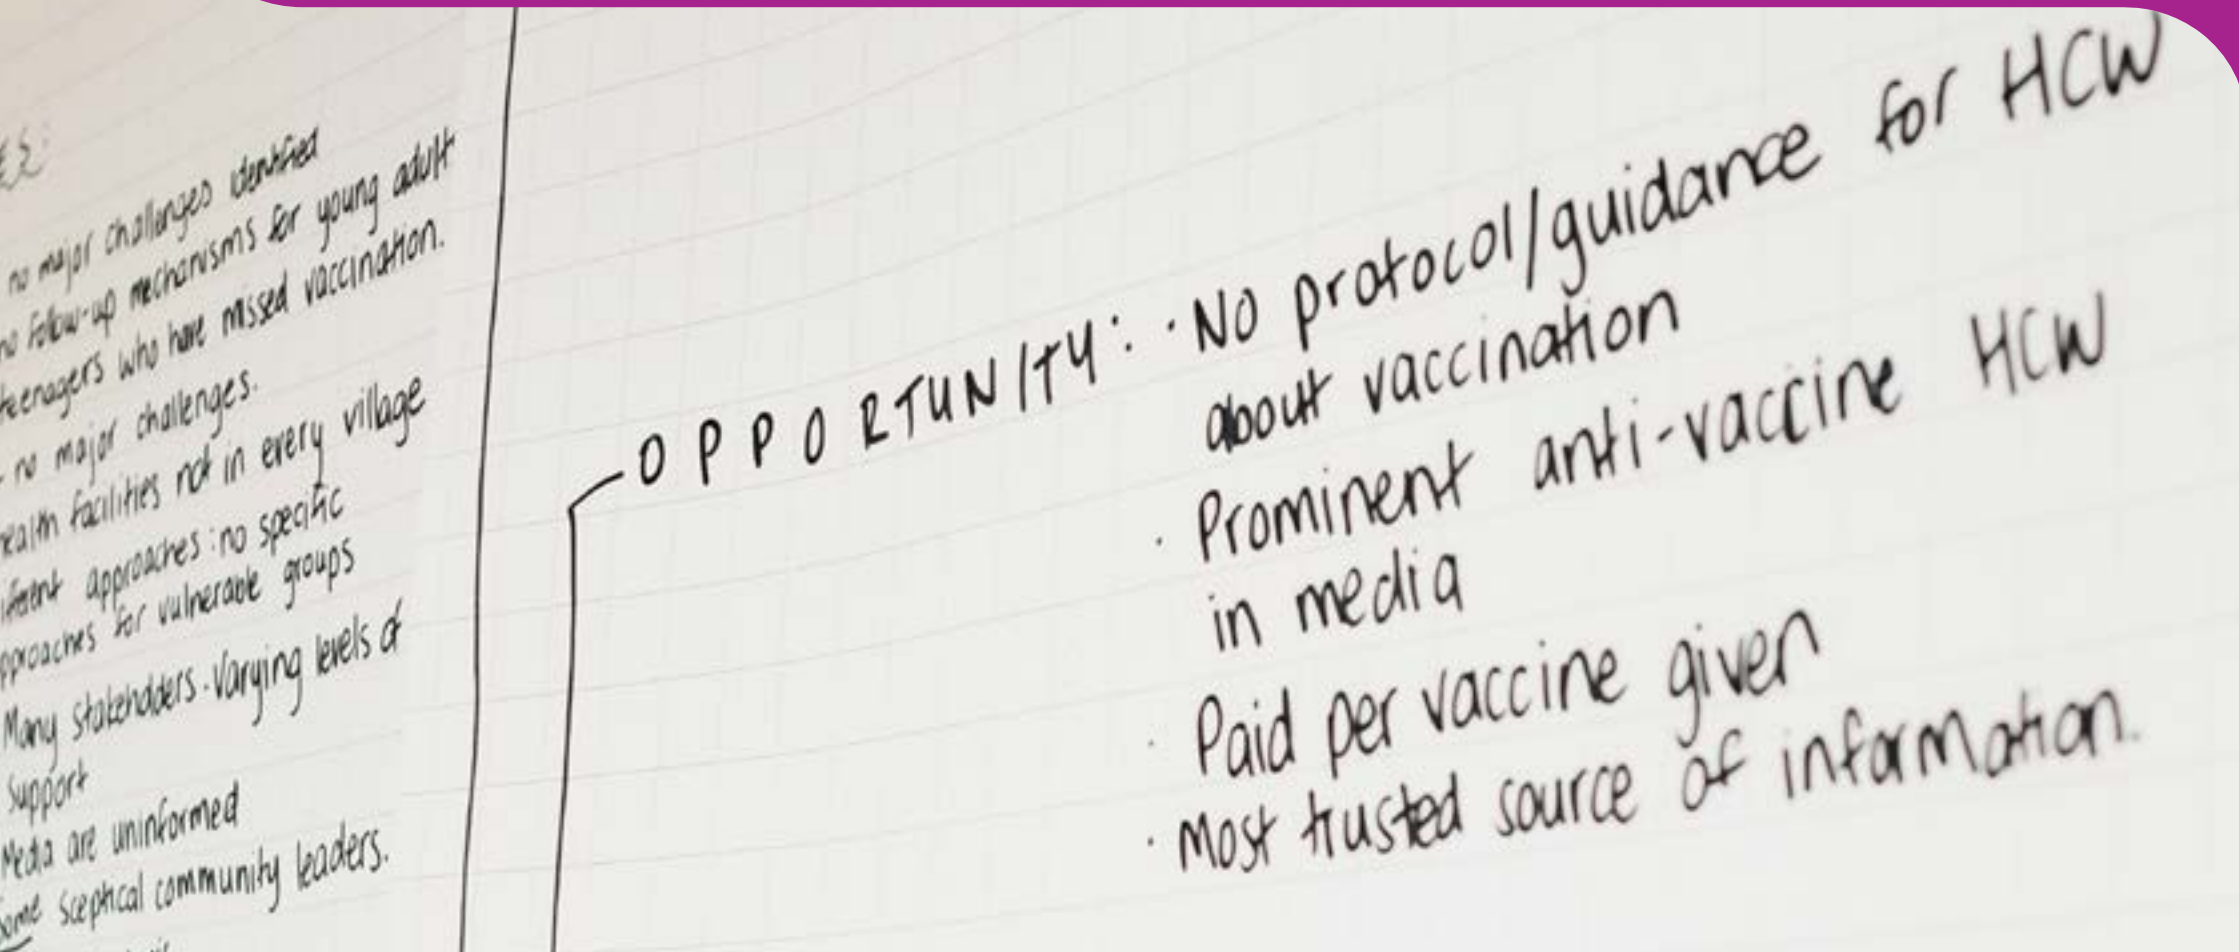 no major challenges identified
no follow-up mechanisms for young adult
teenagers who have missed vaccination.
- no major challenges.
health facilities not in every village
different approaches: no specific
approaches for vulnerable groups
Many stakeholders. Varying levels of
support
Media are uninformed
Some sceptical community leaders.
OPPORTUNITY: · No protocol/guidance for HCW
about vaccination
· Prominent anti-vaccine HCW
in media
· Paid per vaccine given
· Most trusted source of information.